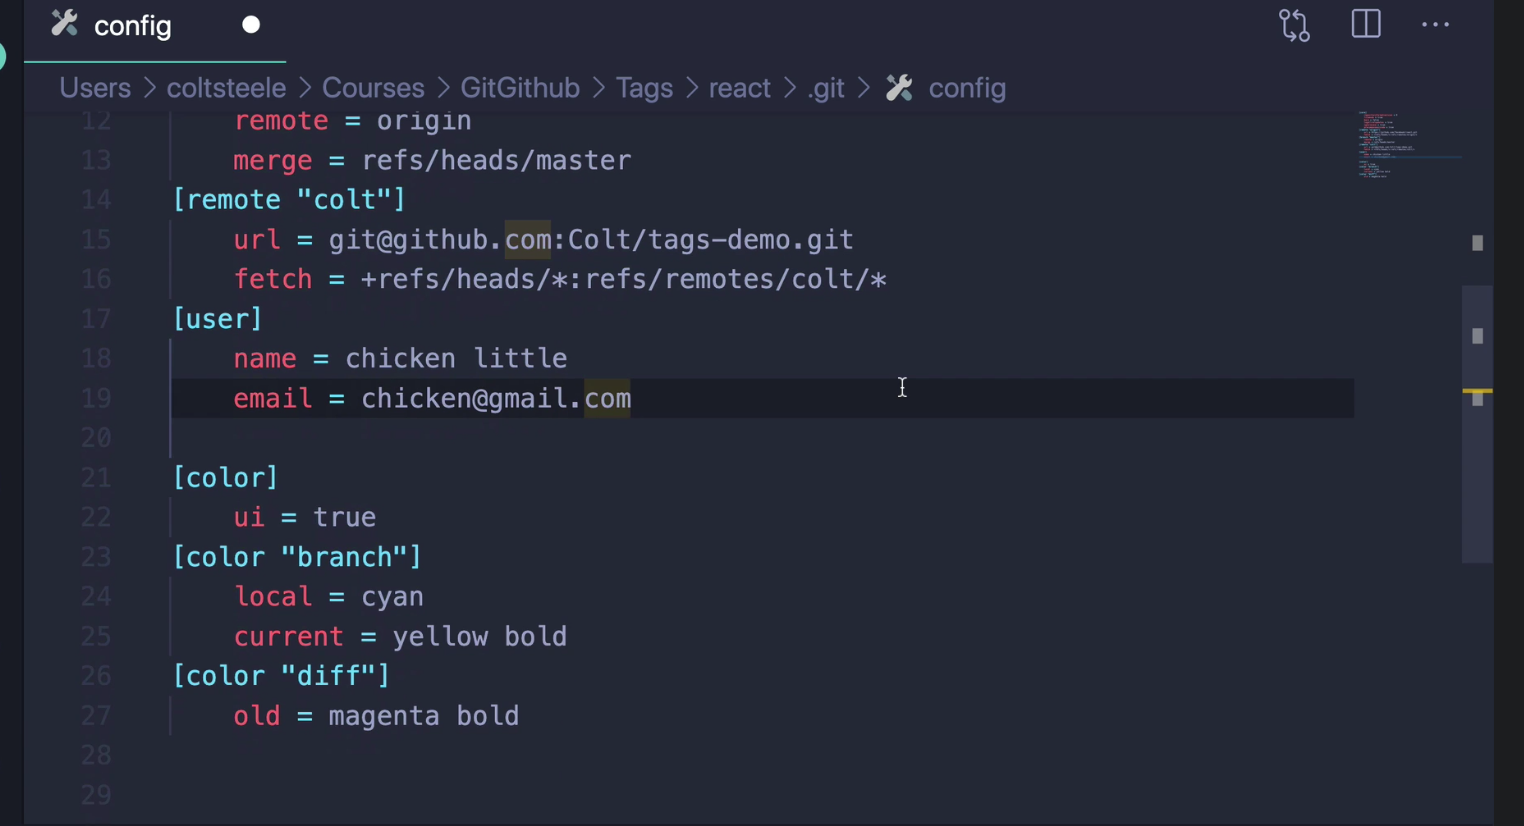 config
Users > coltsteele > Courses > GitGithub > Tags > react > .git > config
12 remote = origin
13 merge = refs/heads/master
14 [remote "colt"]
15 url = git@github.com:Colt/tags-demo.git
16 fetch = +refs/heads/*:refs/remotes/colt/*
17 [user]
18 name = chicken little
19 email = chicken@gmail.com
20
21 [color]
22 ui = true
23 [color "branch"]
24 local = cyan
25 current = yellow bold
26 [color "diff"]
27 old = magenta bold
28
29